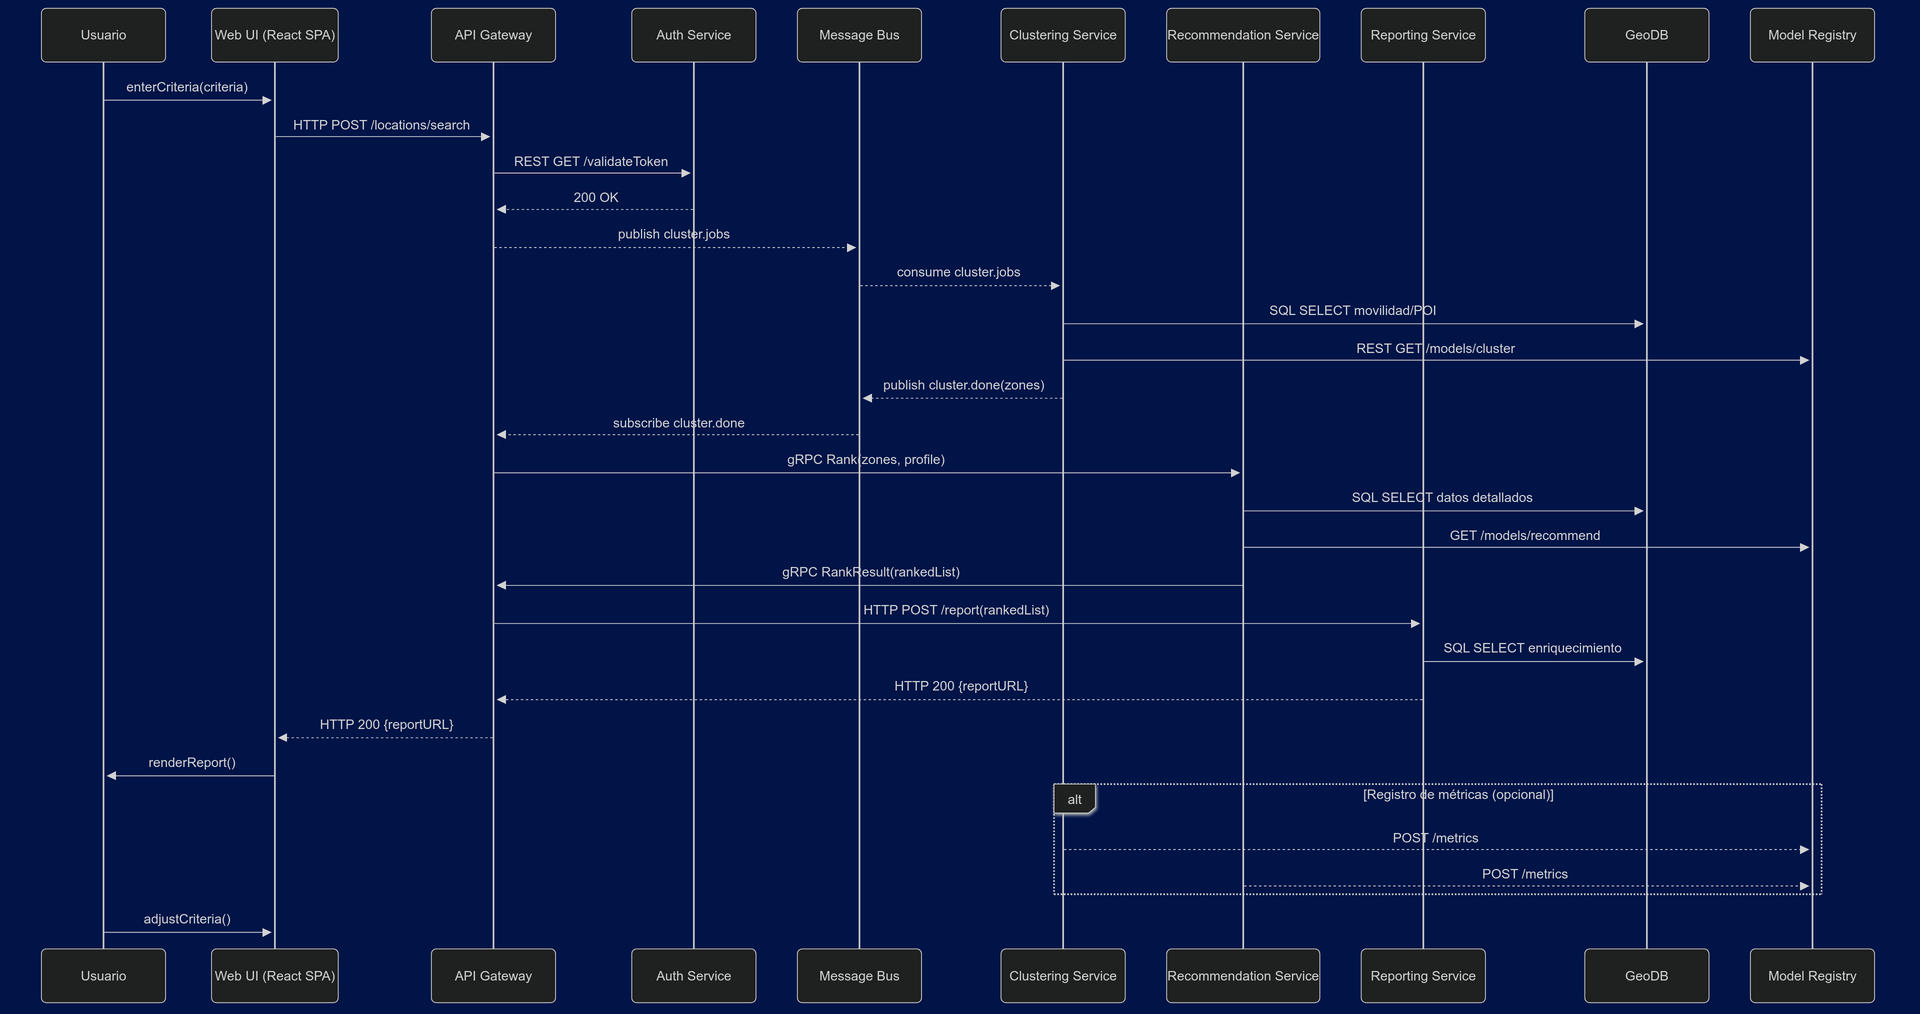 Usuario
Web UI (React SPA)
API Gateway
Auth Service
Message Bus
Clustering Service
Recommendation Service
Reporting Service
GeoDB
Model Registry
enterCriteria(criteria)
HTTP POST /locations/search
REST GET /validateToken
200 OK
publish cluster.jobs
consume cluster.jobs
SQL SELECT movilidad/POI
REST GET /models/cluster
publish cluster.done(zones)
subscribe cluster.done
gRPC Rank(zones, profile)
SQL SELECT datos detallados
GET /models/recommend
gRPC RankResult(rankedList)
HTTP POST /report(rankedList)
SQL SELECT enriquecimiento
HTTP 200 {reportURL}
HTTP 200 {reportURL}
renderReport()
alt
[Registro de métricas (opcional)]
POST /metrics
POST /metrics
adjustCriteria()
Usuario
Web UI (React SPA)
API Gateway
Auth Service
Message Bus
Clustering Service
Recommendation Service
Reporting Service
GeoDB
Model Registry